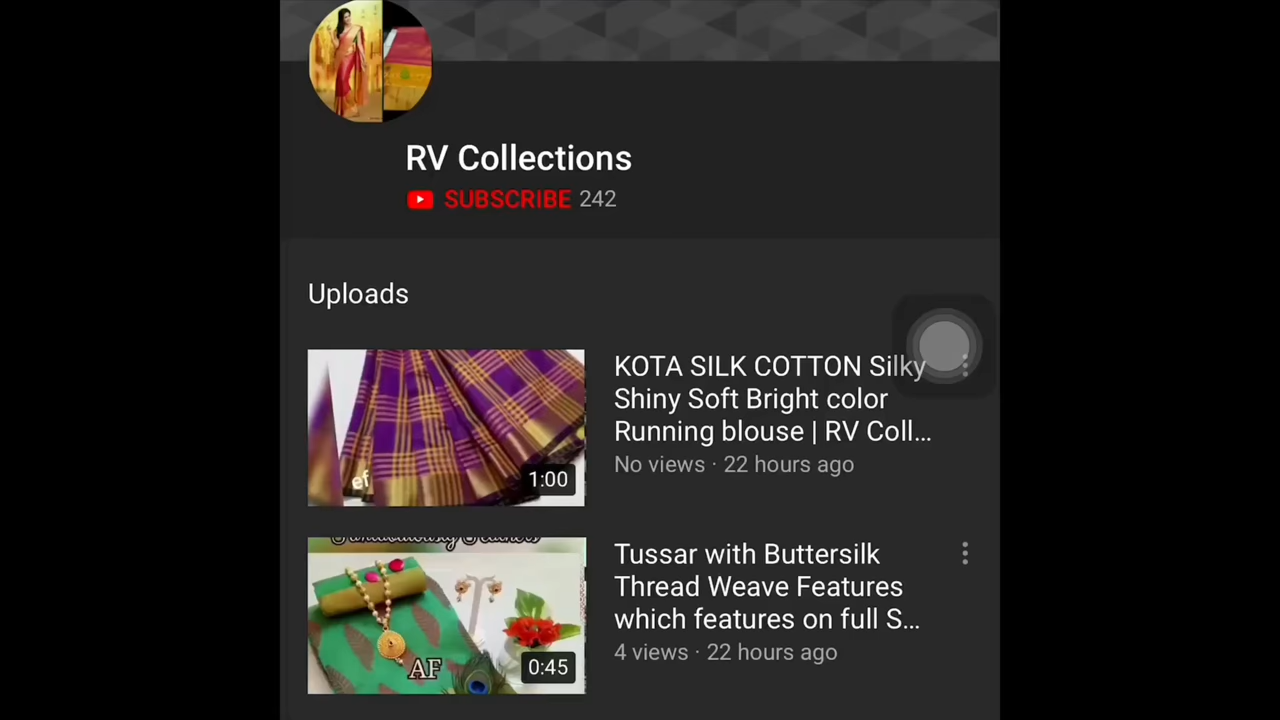 RV Collections
SUBSCRIBE 242
Uploads
KOTA SILK COTTON Silky
Shiny Soft Bright color
Running blouse | RV Coll...
No views · 22 hours ago
ef
1:00
Tussar with Buttersilk
Thread Weave Features
which features on full S...
4 views · 22 hours ago
AF
0:45